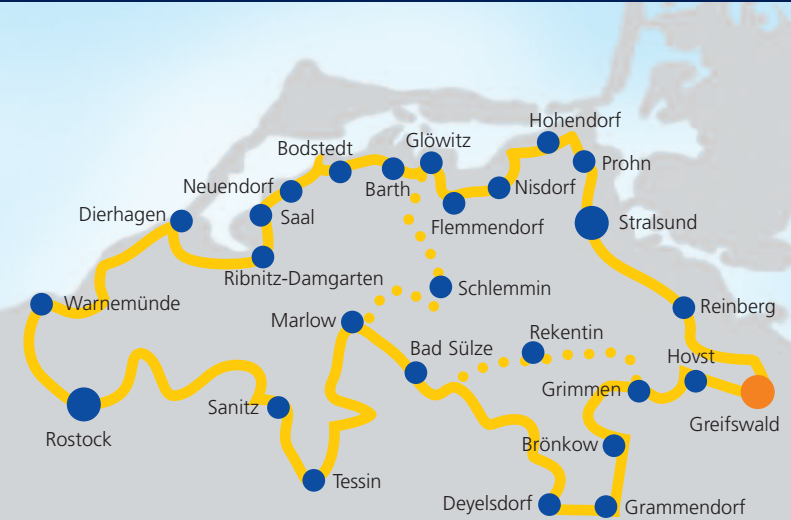 Hohendorf
Glöwitz
Bodstedt
Prohn
Neuendorf
Barth
Nisdorf
Dierhagen
Saal
Flemmendorf
Stralsund
Ribnitz-Damgarten
Schlemmin
Warnemünde
Reinberg
Marlow
Rekentin
Bad Sülze
Hovst
Grimmen
Sanitz
Greifswald
Rostock
Brönkow
Tessin
Deyelsdorf
Grammendorf